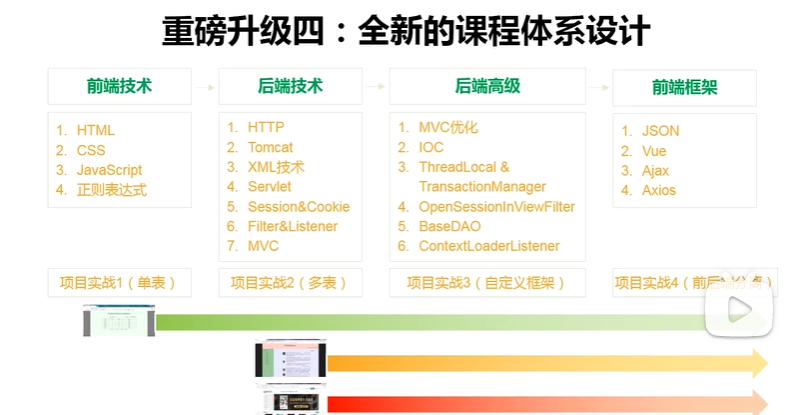 重磅升级四：全新的课程体系设计
前端技术
后端技术
后端高级
前端框架
1. HTML
2. CSS
3. JavaScript
4. 正则表达式
1. HTTP
2. Tomcat
3. XML技术
4. Servlet
5. Session&Cookie
6. Filter&Listener
7. MVC
1. MVC优化
2. IOC
3. ThreadLocal &
TransactionManager
4. OpenSessionInViewFilter
5. BaseDAO
6. ContextLoaderListener
1. JSON
2. Vue
3. Ajax
4. Axios
项目实战1（单表）
项目实战2（多表）
项目实战3（自定义框架）
项目实战4（前后端分离）